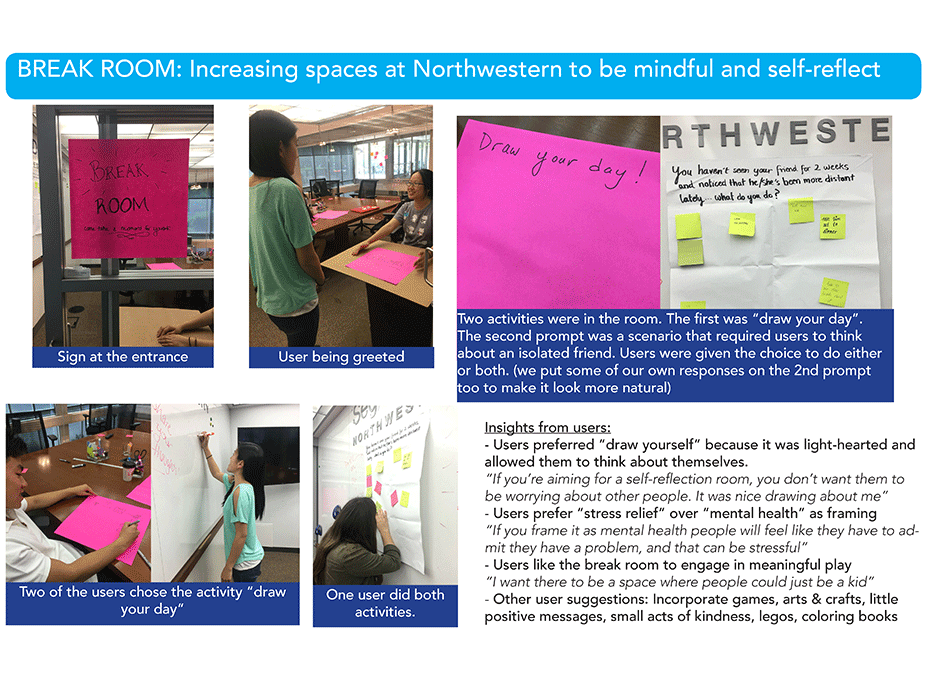 BREAK ROOM: Increasing spaces at Northwestern to be mindful and self-reflect
BREAK
ROOM
Sign at the entrance
User being greeted
Draw your day!
RTHWESTE
You haven't seen your friend for 2 weeks
and noticed that he/she's been more distant
lately... what do you do?
Two activities were in the room. The first was “draw your day”.
The second prompt was a scenario that required users to think
about an isolated friend. Users were given the choice to do either
or both. (we put some of our own responses on the 2nd prompt
too to make it look more natural)
NORTHWEST
Two of the users chose the activity “draw
your day”
One user did both
activities.
Insights from users:
- Users preferred “draw yourself” because it was light-hearted and
allowed them to think about themselves.
“If you’re aiming for a self-reflection room, you don’t want them to
be worrying about other people. It was nice drawing about me”
- Users prefer “stress relief” over “mental health” as framing
“If you frame it as mental health people will feel like they have to ad-
mit they have a problem, and that can be stressful”
- Users like the break room to engage in meaningful play
“I want there to be a space where people could just be a kid”
- Other user suggestions: Incorporate games, arts & crafts, little
positive messages, small acts of kindness, legos, coloring books